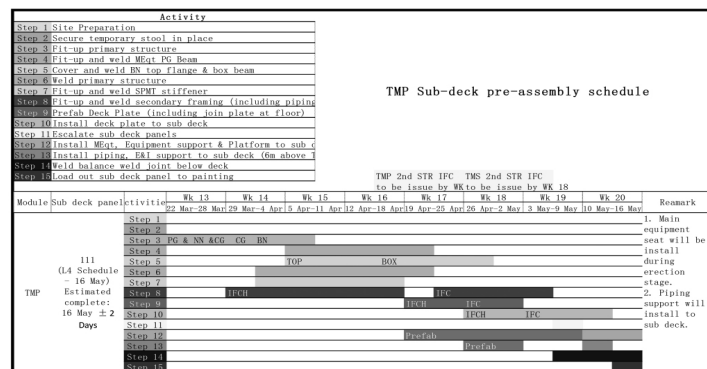 Activity
Step 1 Site Preparation
Step 2 Secure temporary stool in place
Step 3 Fit-up primary structure
Step 4 Fit-up and weld MEqt PG Beam
Step 5 Cover and weld BN top flange & box beam
Step 6 Weld primary structure
Step 7 Fit-up and weld SPMT stiffener
Step 8 Fit-up and weld secondary framing (including piping
Step 9 Prefab Deck Plate (including join plate at floor)
Step 10 Install deck plate to sub deck
Step 11 Escalate sub deck panels
Step 12 Install MEqt, Equipment support & Platform to sub d
Step 13 Install piping, E&I support to sub deck (6m above T
Step 14 Weld balance weld joint below deck
Step 15 Load out sub deck panel to painting
TMP Sub-deck pre-assembly schedule
TMP 2nd STR IFC TMS 2nd STR IFC
to be issue by WK to be issue by WK 18
Module Sub deck panel ctivitie Wk 13 Wk 14 Wk 15 Wk 16 Wk 17 Wk 18 Wk 19 Wk 20 Reamark
22 Mar-28 Mar 29 Mar-4 Apr 5 Apr-11 Apr 12 Apr-18 Apr 19 Apr-25 Apr 26 Apr-2 May 3 May-9 May 10 May-16 May
TMP
111
(L4 Schedule
- 16 May)
Estimated
complete:
16 May ±2
Days
Step 1
Step 2
Step 3 PG & NN &CG CG BN
Step 4
Step 5 TOP BOX
Step 6
Step 7
Step 8 IFCH IFC
Step 9 IFCH IFC
Step 10 IFCH IFC
Step 11
Step 12 Prefab
Step 13 Prefab
Step 14
Step 15
1. Main
equipment
seat will be
install
during
erection
stage.
2. Piping
support will
install to
sub deck.